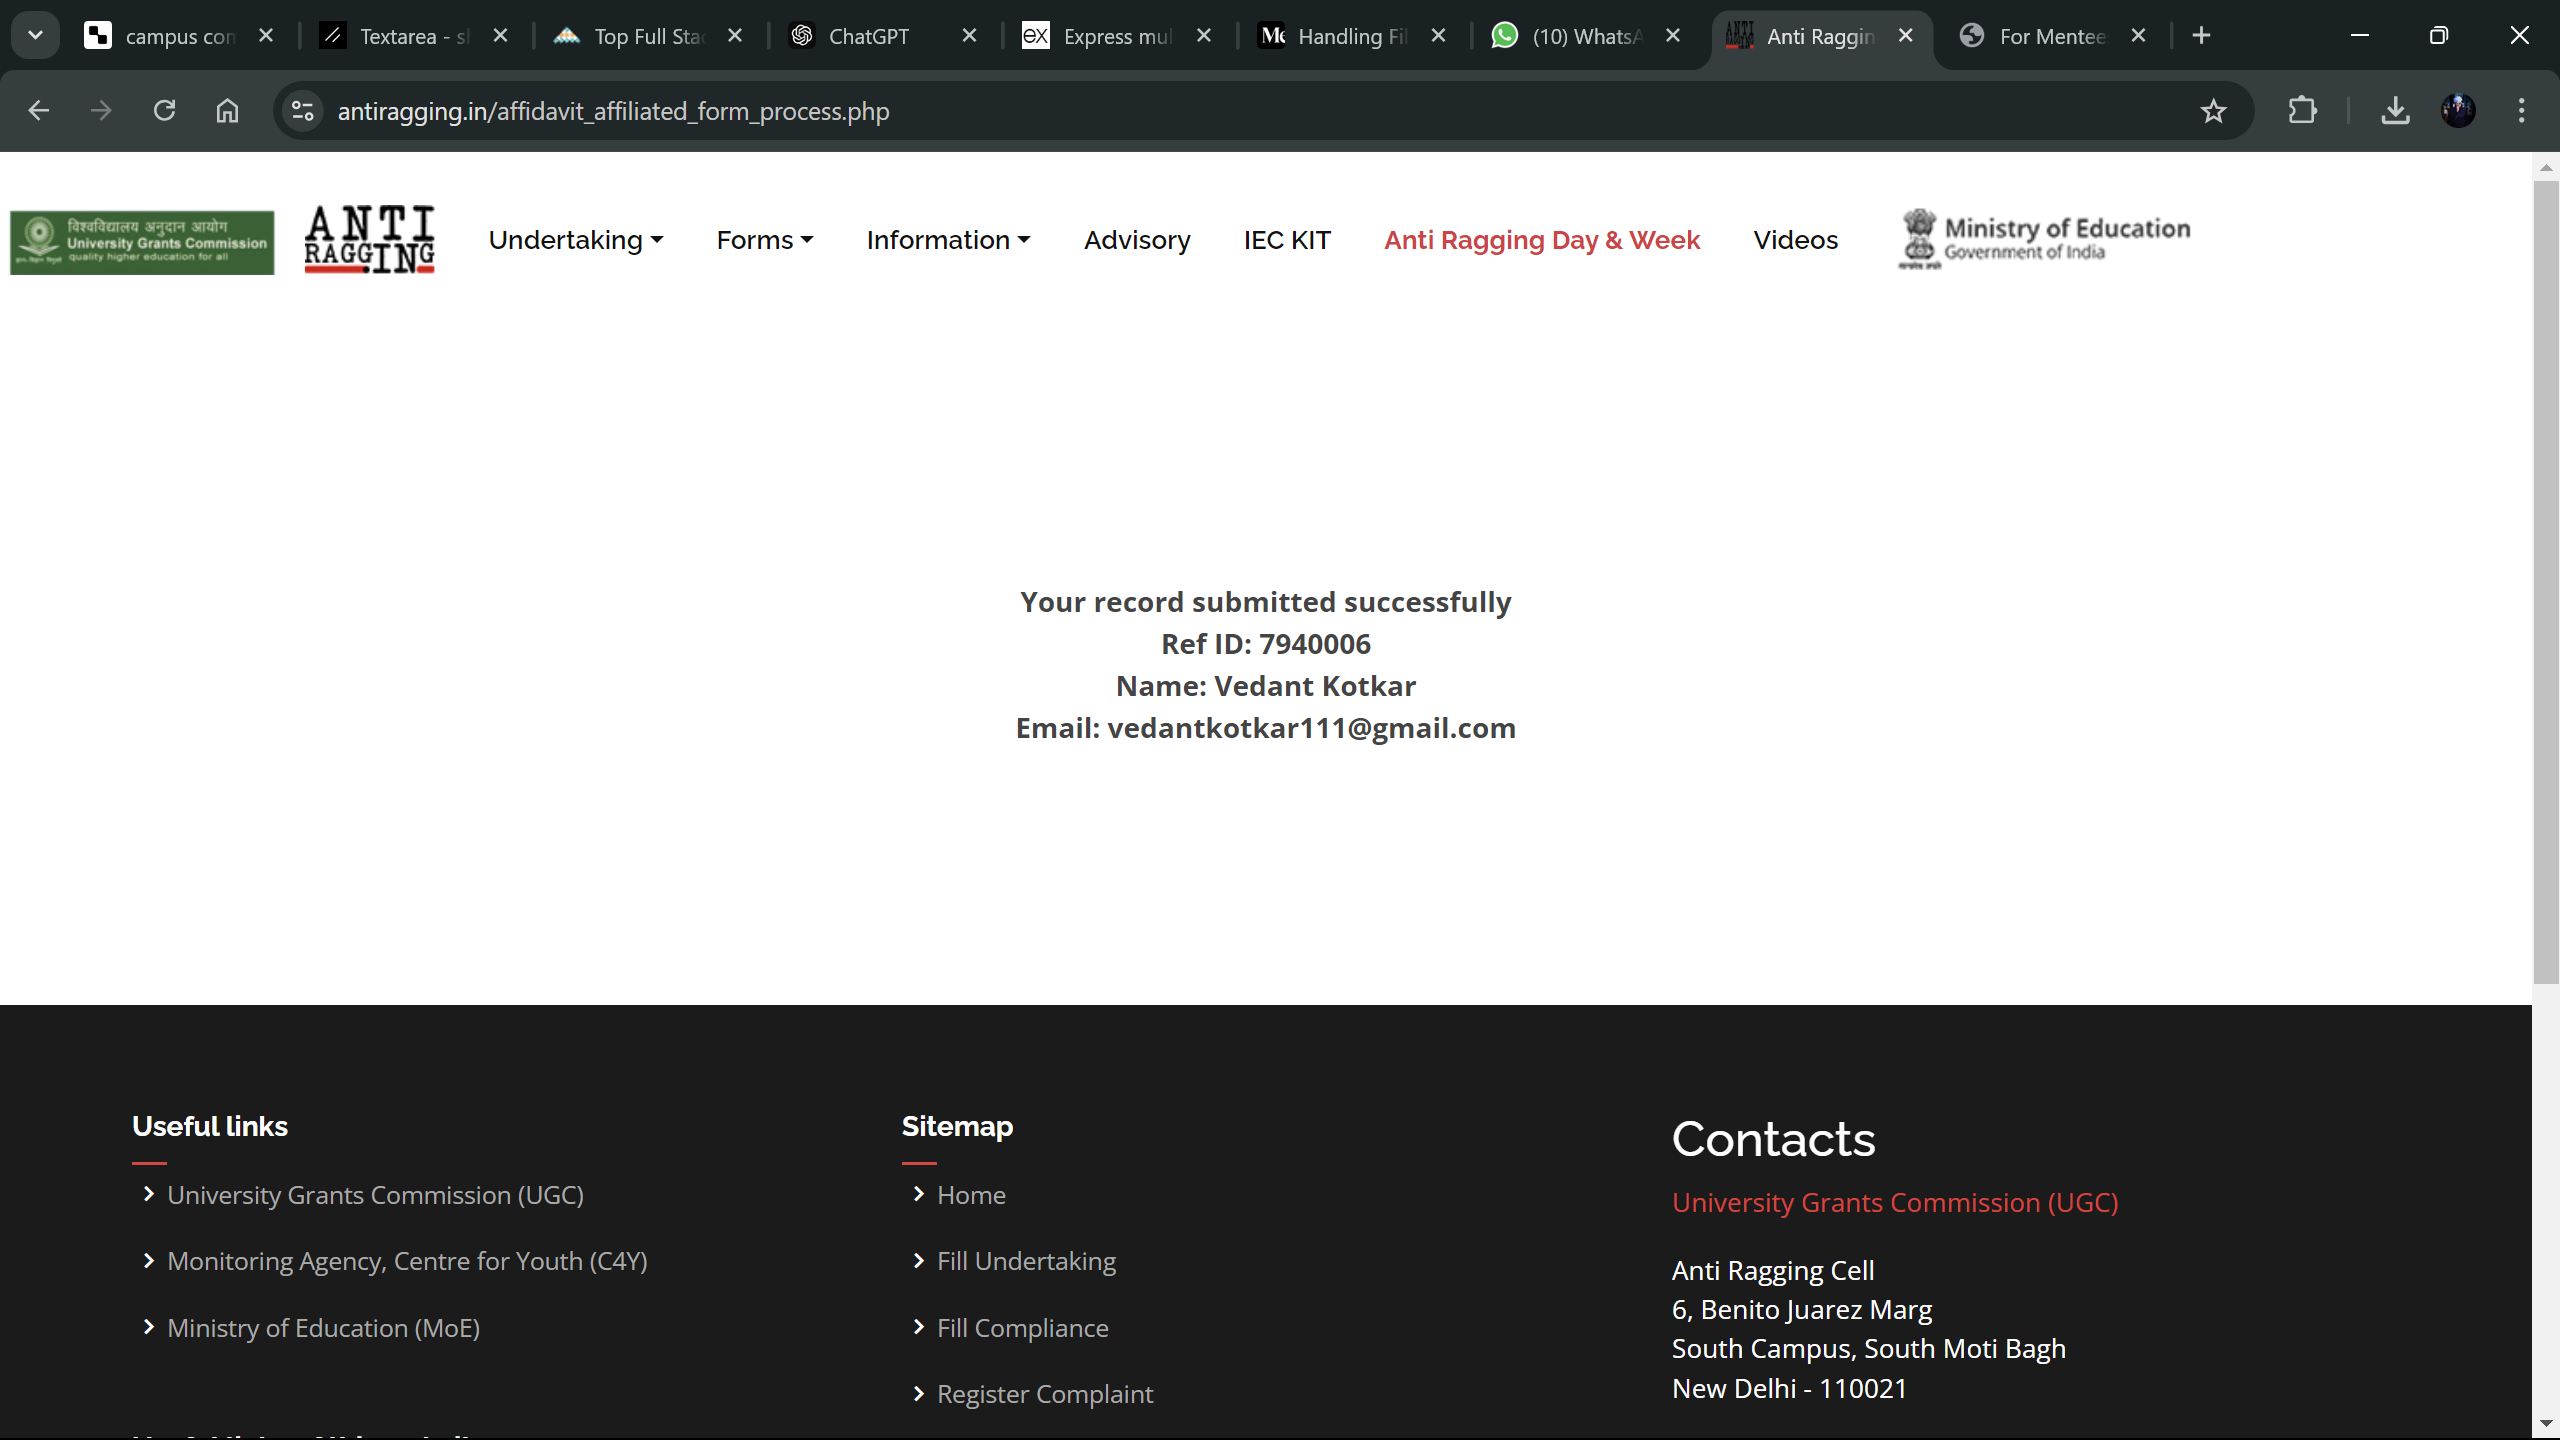 campus con
Textarea - sh
Top Full Stac
ChatGPT
Express mul
Handling Fil
(10) WhatsA
Anti Raggin
For Mentee
antiragging.in/affidavit_affiliated_form_process.php
विश्वविद्यालय अनुदान आयोग
University Grants Commission
quality higher education for all
ANTI
RAGGING
Undertaking
Forms
Information
Advisory
IEC KIT
Anti Ragging Day & Week
Videos
Ministry of Education
Government of India
Your record submitted successfully
Ref ID: 7940006
Name: Vedant Kotkar
Email: vedantkotkar111@gmail.com
Useful links
University Grants Commission (UGC)
Monitoring Agency, Centre for Youth (C4Y)
Ministry of Education (MoE)
Sitemap
Home
Fill Undertaking
Fill Compliance
Register Complaint
Contacts
University Grants Commission (UGC)
Anti Ragging Cell
6, Benito Juarez Marg
South Campus, South Moti Bagh
New Delhi - 110021